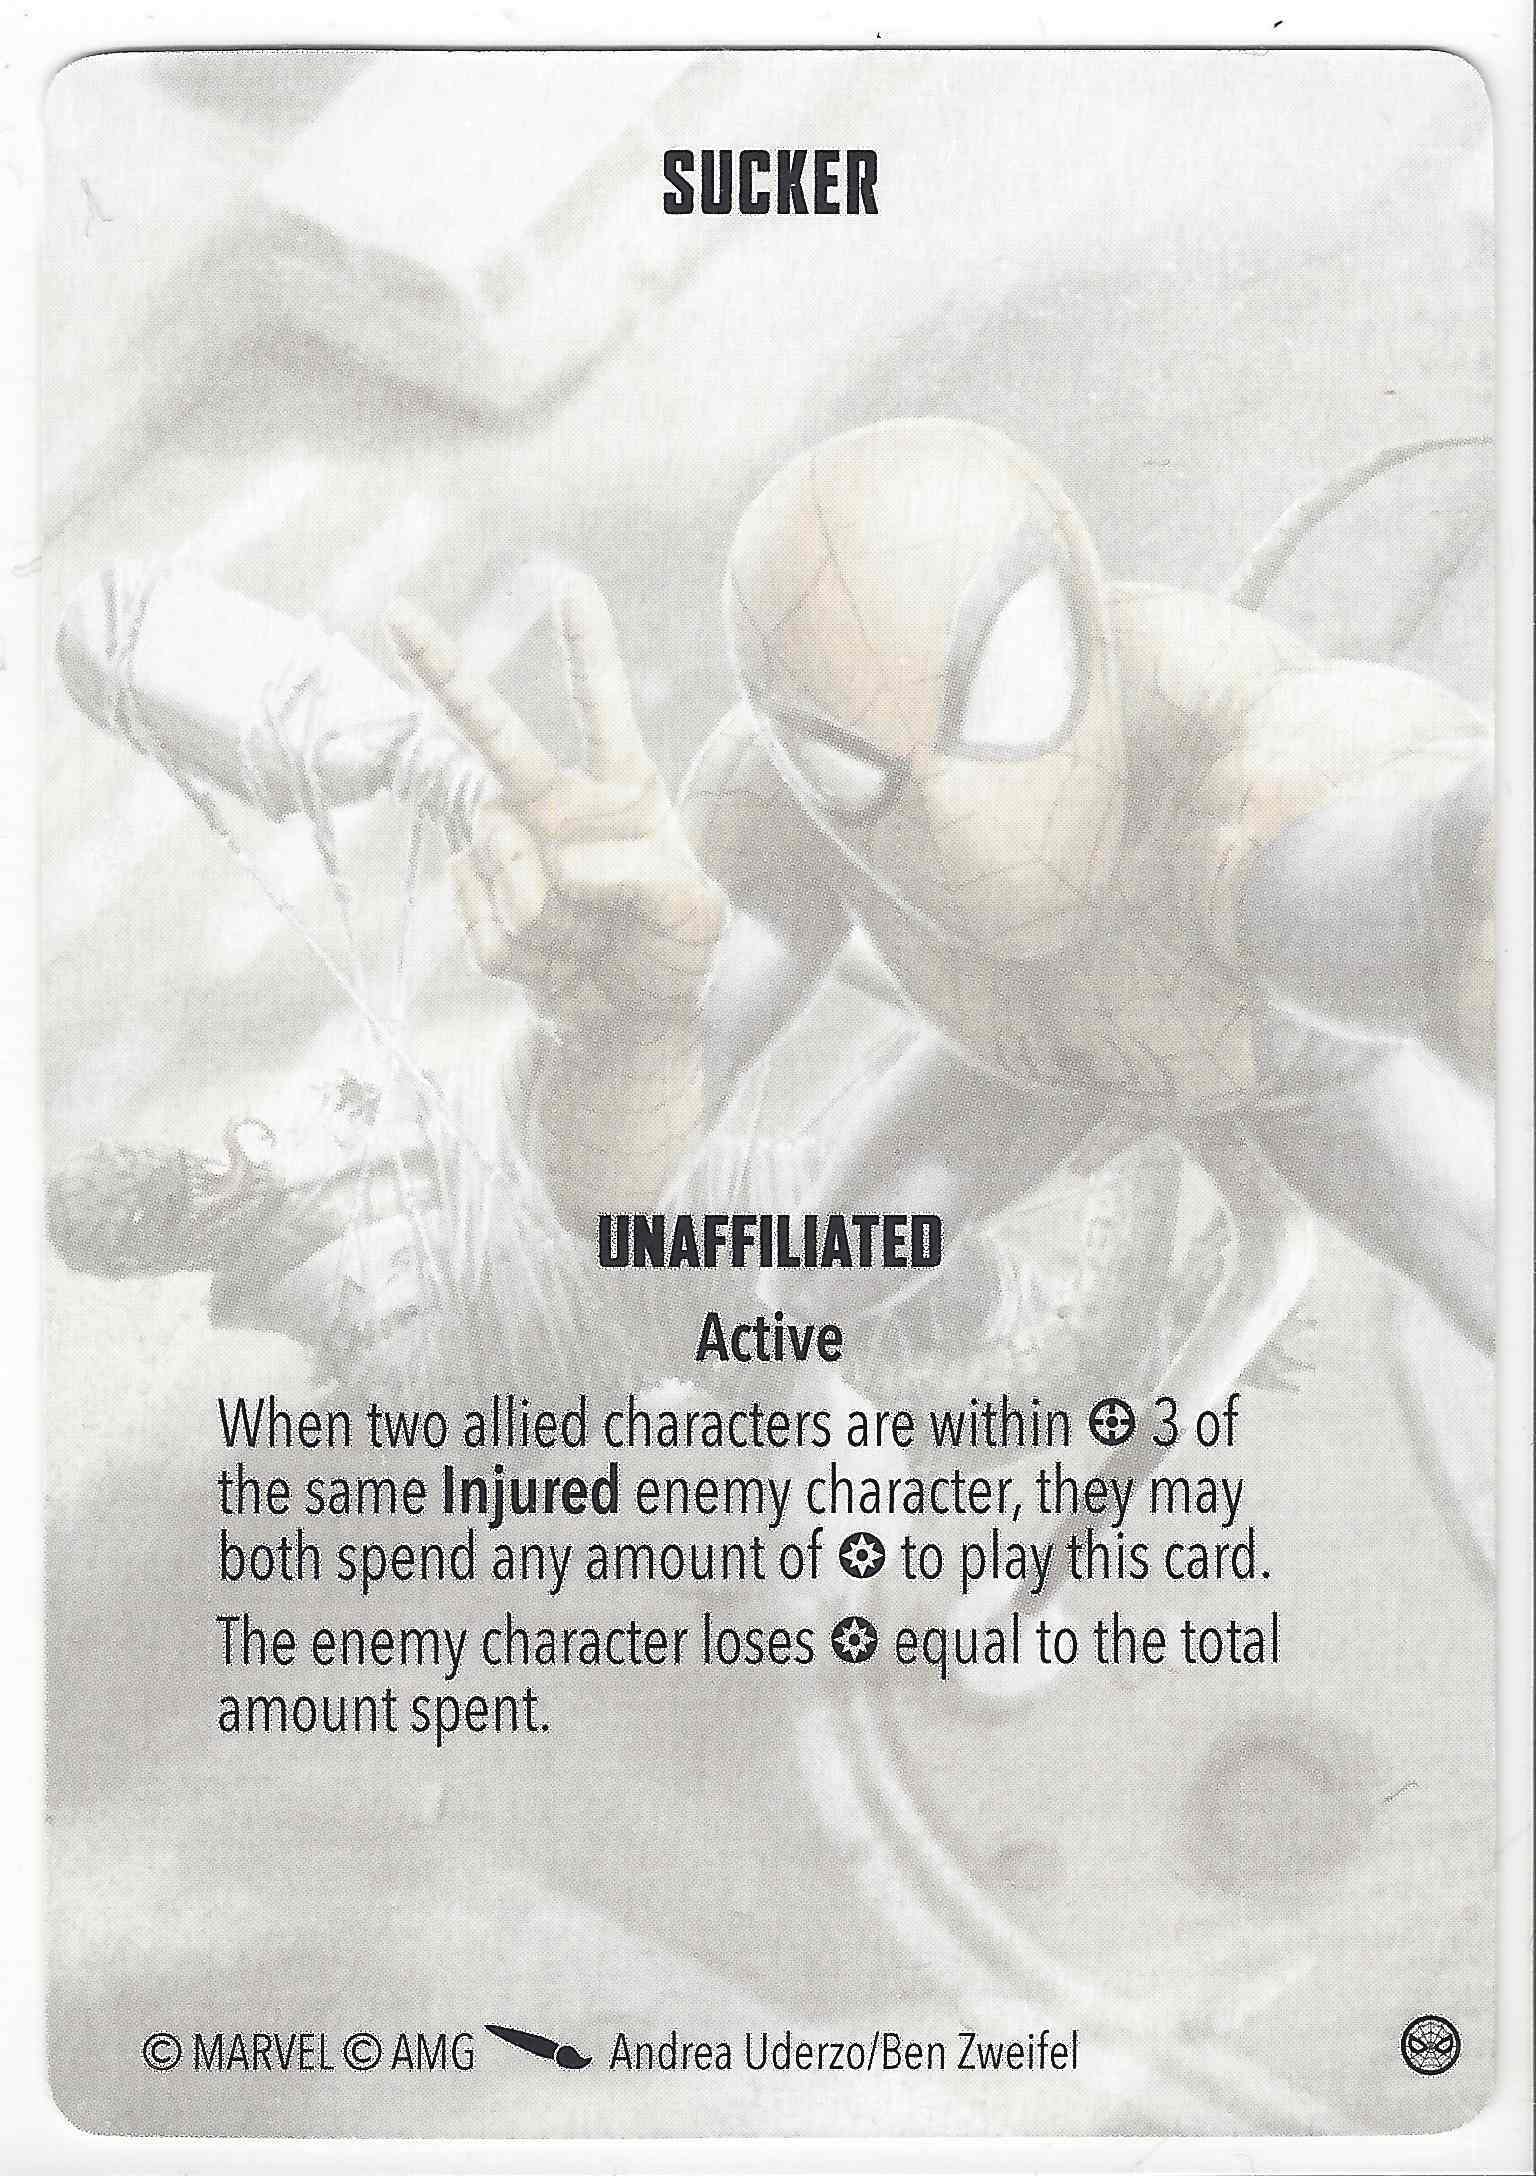 SUCKER
UNAFFILIATED
Active
When two allied characters are within 3 of
the same Injured enemy character, they may
both spend any amount of to play this card.
The enemy character loses equal to the total
amount spent.
© MARVEL © AMG Andrea Uderzo/Ben Zweifel